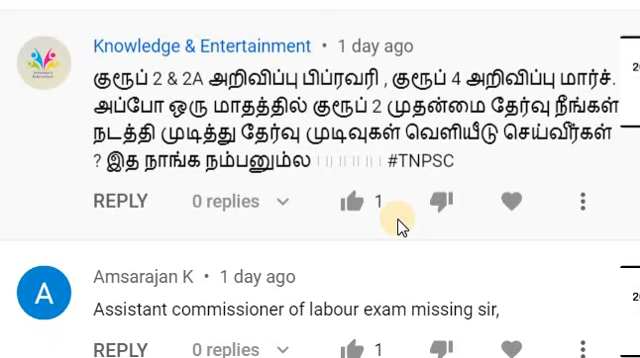 Knowledge & Entertainment • 1 day ago
குரூப் 2 & 2A அறிவிப்பு பிப்ரவரி , குரூப் 4 அறிவிப்பு மார்ச்.
அப்போ ஒரு மாதத்தில் குரூப் 2 முதன்மை தேர்வு நீங்கள்
நடத்தி முடித்து தேர்வு முடிவுகள் வெளியீடு செய்வீர்கள்
? இத நாங்க நம்பனும்ல #TNPSC
REPLY 0 replies 1
A
Amsarajan K • 1 day ago
Assistant commissioner of labour exam missing sir,
REPLY 0 replies 1